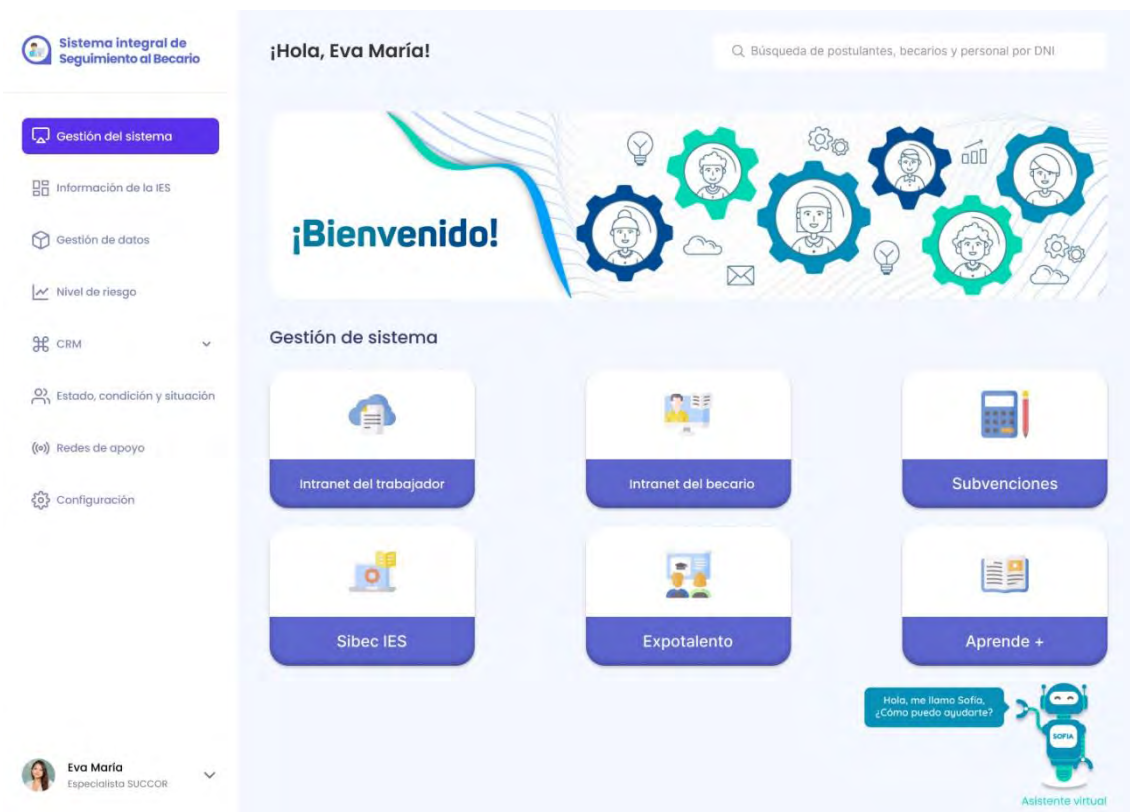 Sistema integral de
Seguimiento al Becario
Gestión del sistema
Información de la IES
Gestión de datos
Nivel de riesgo
CRM
Estado, condición y situación
Redes de apoyo
Configuración
Eva María
Especialista SUCCOR
¡Hola, Eva María!
Búsqueda de postulantes, becarios y personal por DNI
¡Bienvenido!
Gestión de sistema
Intranet del trabajador
Intranet del becario
Subvenciones
Sibec IES
Expotalento
Aprende +
Hola, me llamo Sofía,
¿Cómo puedo ayudarte?
SOFIA
Asistente virtual